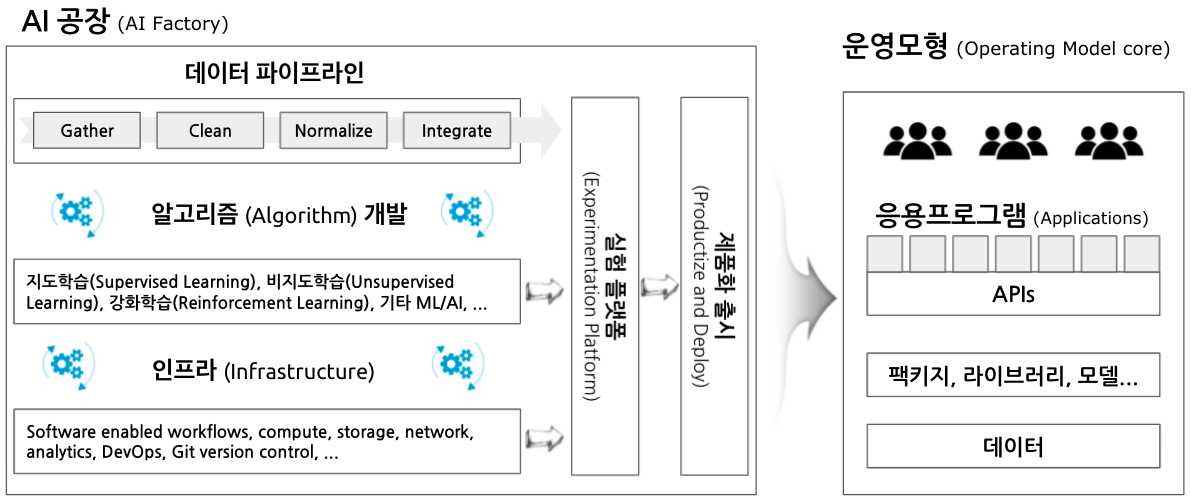 AI 공장 (AI Factory)
데이터 파이프라인
Gather
Clean
Normalize
Integrate
알고리즘 (Algorithm) 개발
지도학습(Supervised Learning), 비지도학습(Unsupervised
Learning), 강화학습(Reinforcement Learning), 기타 ML/AI, ...
인프라 (Infrastructure)
Software enabled workflows, compute, storage, network,
analytics, DevOps, Git version control, ...
실험 플랫폼
(Experimentation Platform)
제품화 출시
(Productize and Deploy)
운영모형 (Operating Model core)
응용프로그램 (Applications)
APIs
팩키지, 라이브러리, 모델...
데이터